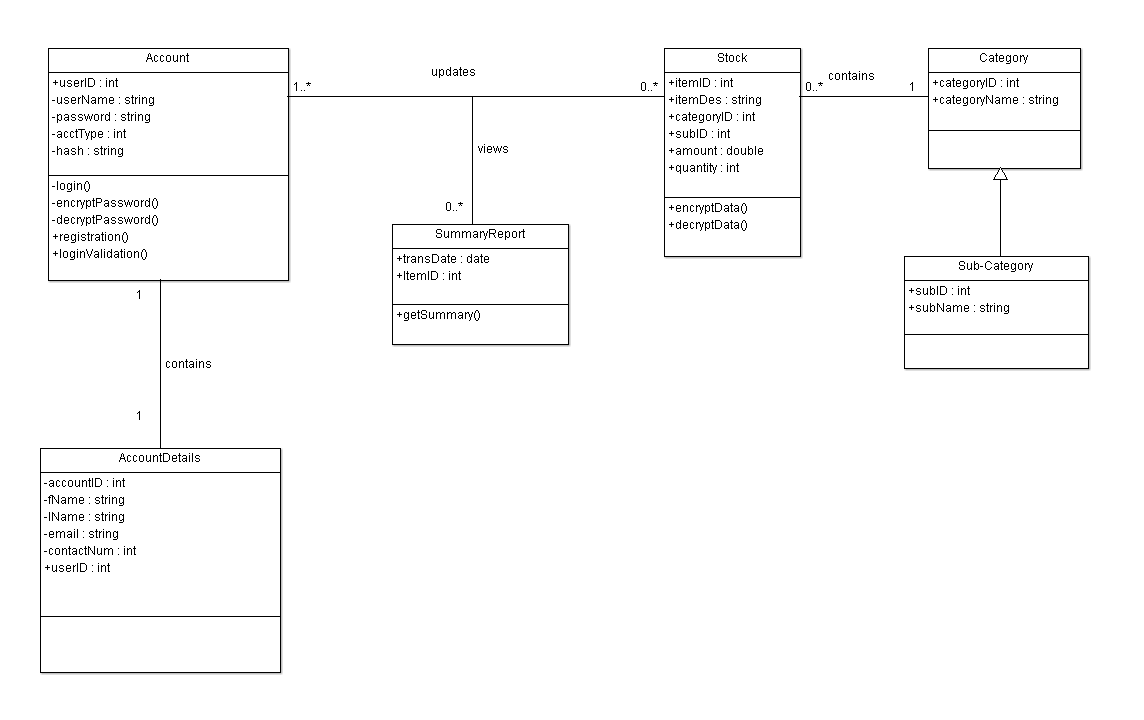 Account
+userID : int
-userName : string
-password : string
-acctType : int
-hash : string
-login()
-encryptPassword()
-decryptPassword()
+registration()
+loginValidation()
1..*
updates
0..*
views
0..*
SummaryReport
+transDate : date
+ItemID : int
+getSummary()
Stock
+itemID : int
+itemDes : string
+categoryID : int
+subID : int
+amount : double
+quantity : int
+encryptData()
+decryptData()
contains
0..*
1
Category
+categoryID : int
+categoryName : string
Sub-Category
+subID : int
+subName : string
1
contains
1
AccountDetails
-accountID : int
-fName : string
-lName : string
-email : string
-contactNum : int
+userID : int